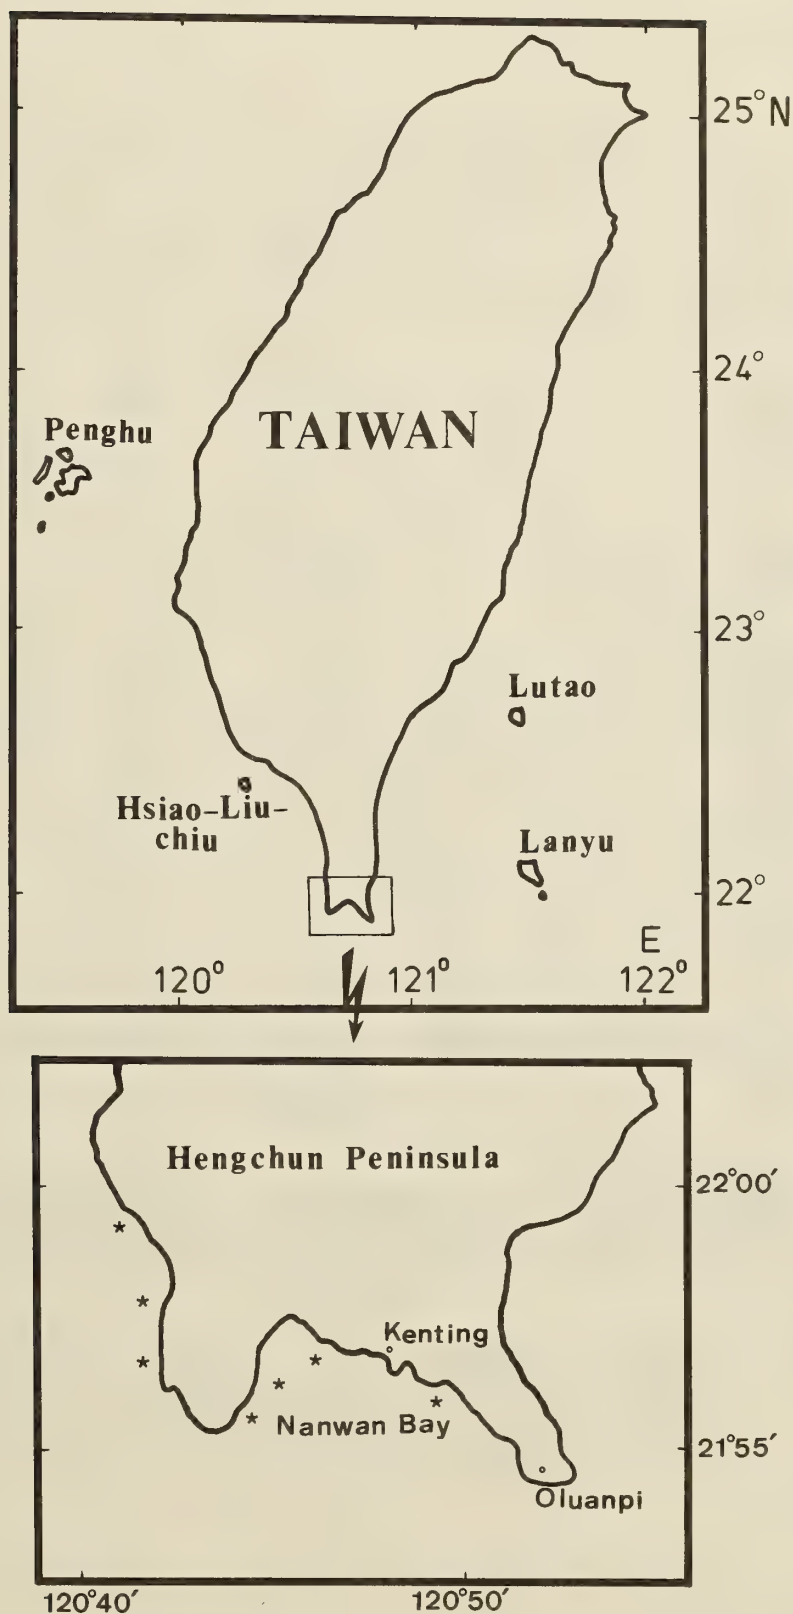 25°N
24°
Penghu
TAIWAN
23°
Lutao
Hsiao-Liu-
chiu
Lanyu
22°
E
120°
121°
122°
Hengchun Peninsula
22°00′
*
*
Kenting
*
*
*
*
*
Nanwan Bay
21°55′
Oluanpi
120°40′
120°50′